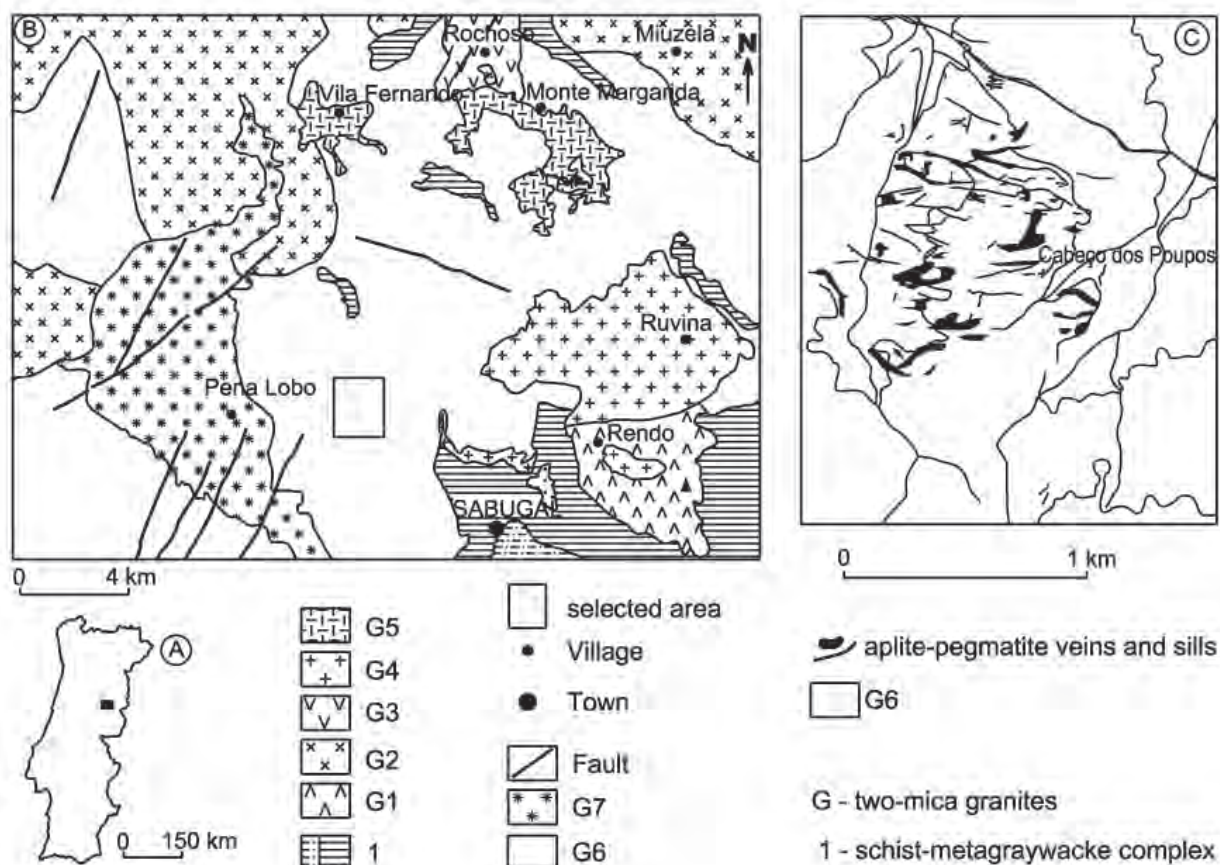 B
Rochoso
Miuzela
N
Vila Fernando
Monte Margarida
Ruvina
Pena Lobo
Rendo
SABUGAL
0 4 km
C
Cabeço dos Poupos
0 1 km
A
0 150 km
G5
G4
G3
G2
G1
1
selected area
Village
Town
Fault
G7
G6
aplite-pegmatite veins and sills
G6
G - two-mica granites
1 - schist-metagraywacke complex